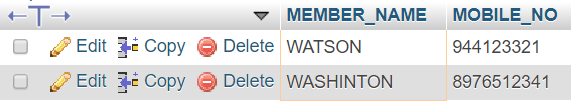 MEMBER_NAME MOBILE_NO
Edit Copy Delete WATSON 944123321
Edit Copy Delete WASHINTON 8976512341